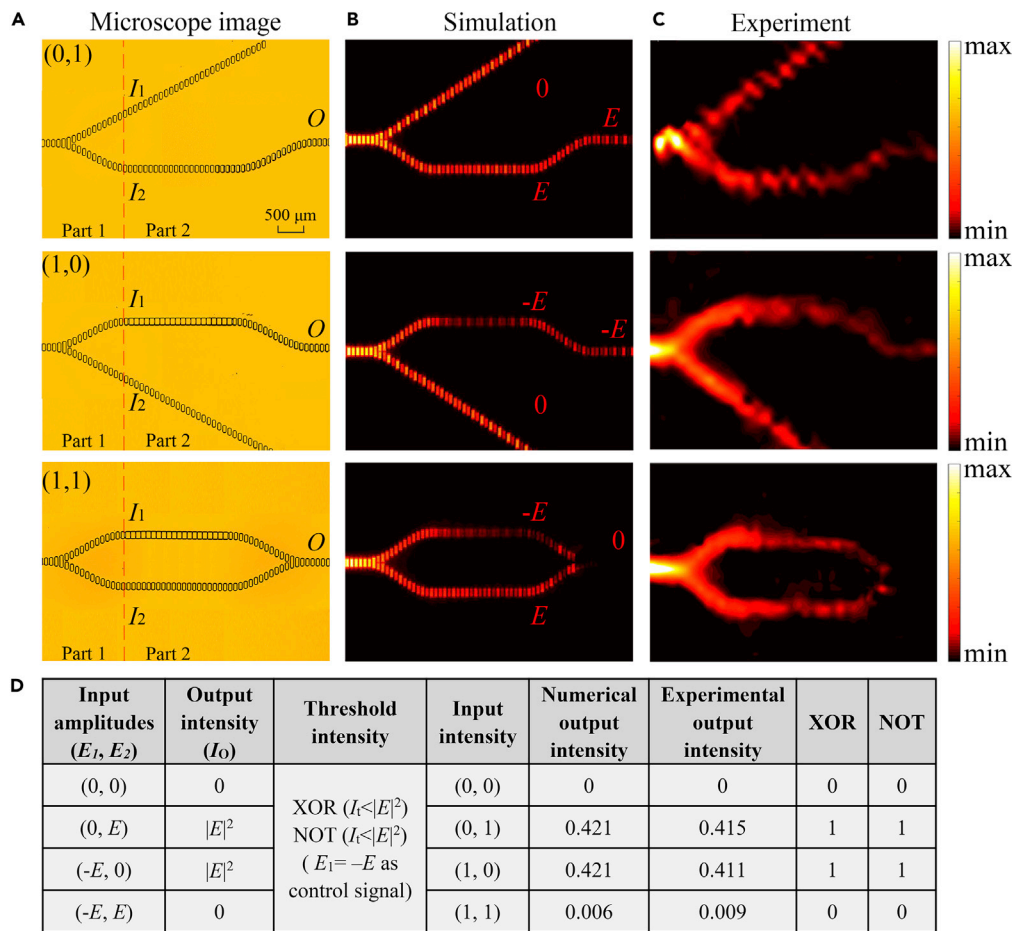 A Microscope image B Simulation C Experiment
(0,1)
I₁
O
I₂
500 μm
Part 1 Part 2
0
E
E
max
min
(1,0)
I₁
O
I₂
Part 1 Part 2
-E
-E
0
max
min
(1,1)
I₁
O
I₂
Part 1 Part 2
-E
0
E
max
min
D
Input amplitudes (E₁, E₂) Output intensity (I_O) Threshold intensity Input intensity Numerical output intensity Experimental output intensity XOR NOT
(0, 0) 0 (0, 0) 0 0 0 0
XOR (Iₜ<|E|²)
NOT (Iₜ<|E|²)
( E₁= –E as
control signal)
(0, E) |E|² (0, 1) 0.421 0.415 1 1
(-E, 0) |E|² (1, 0) 0.421 0.411 1 1
(-E, E) 0 (1, 1) 0.006 0.009 0 0